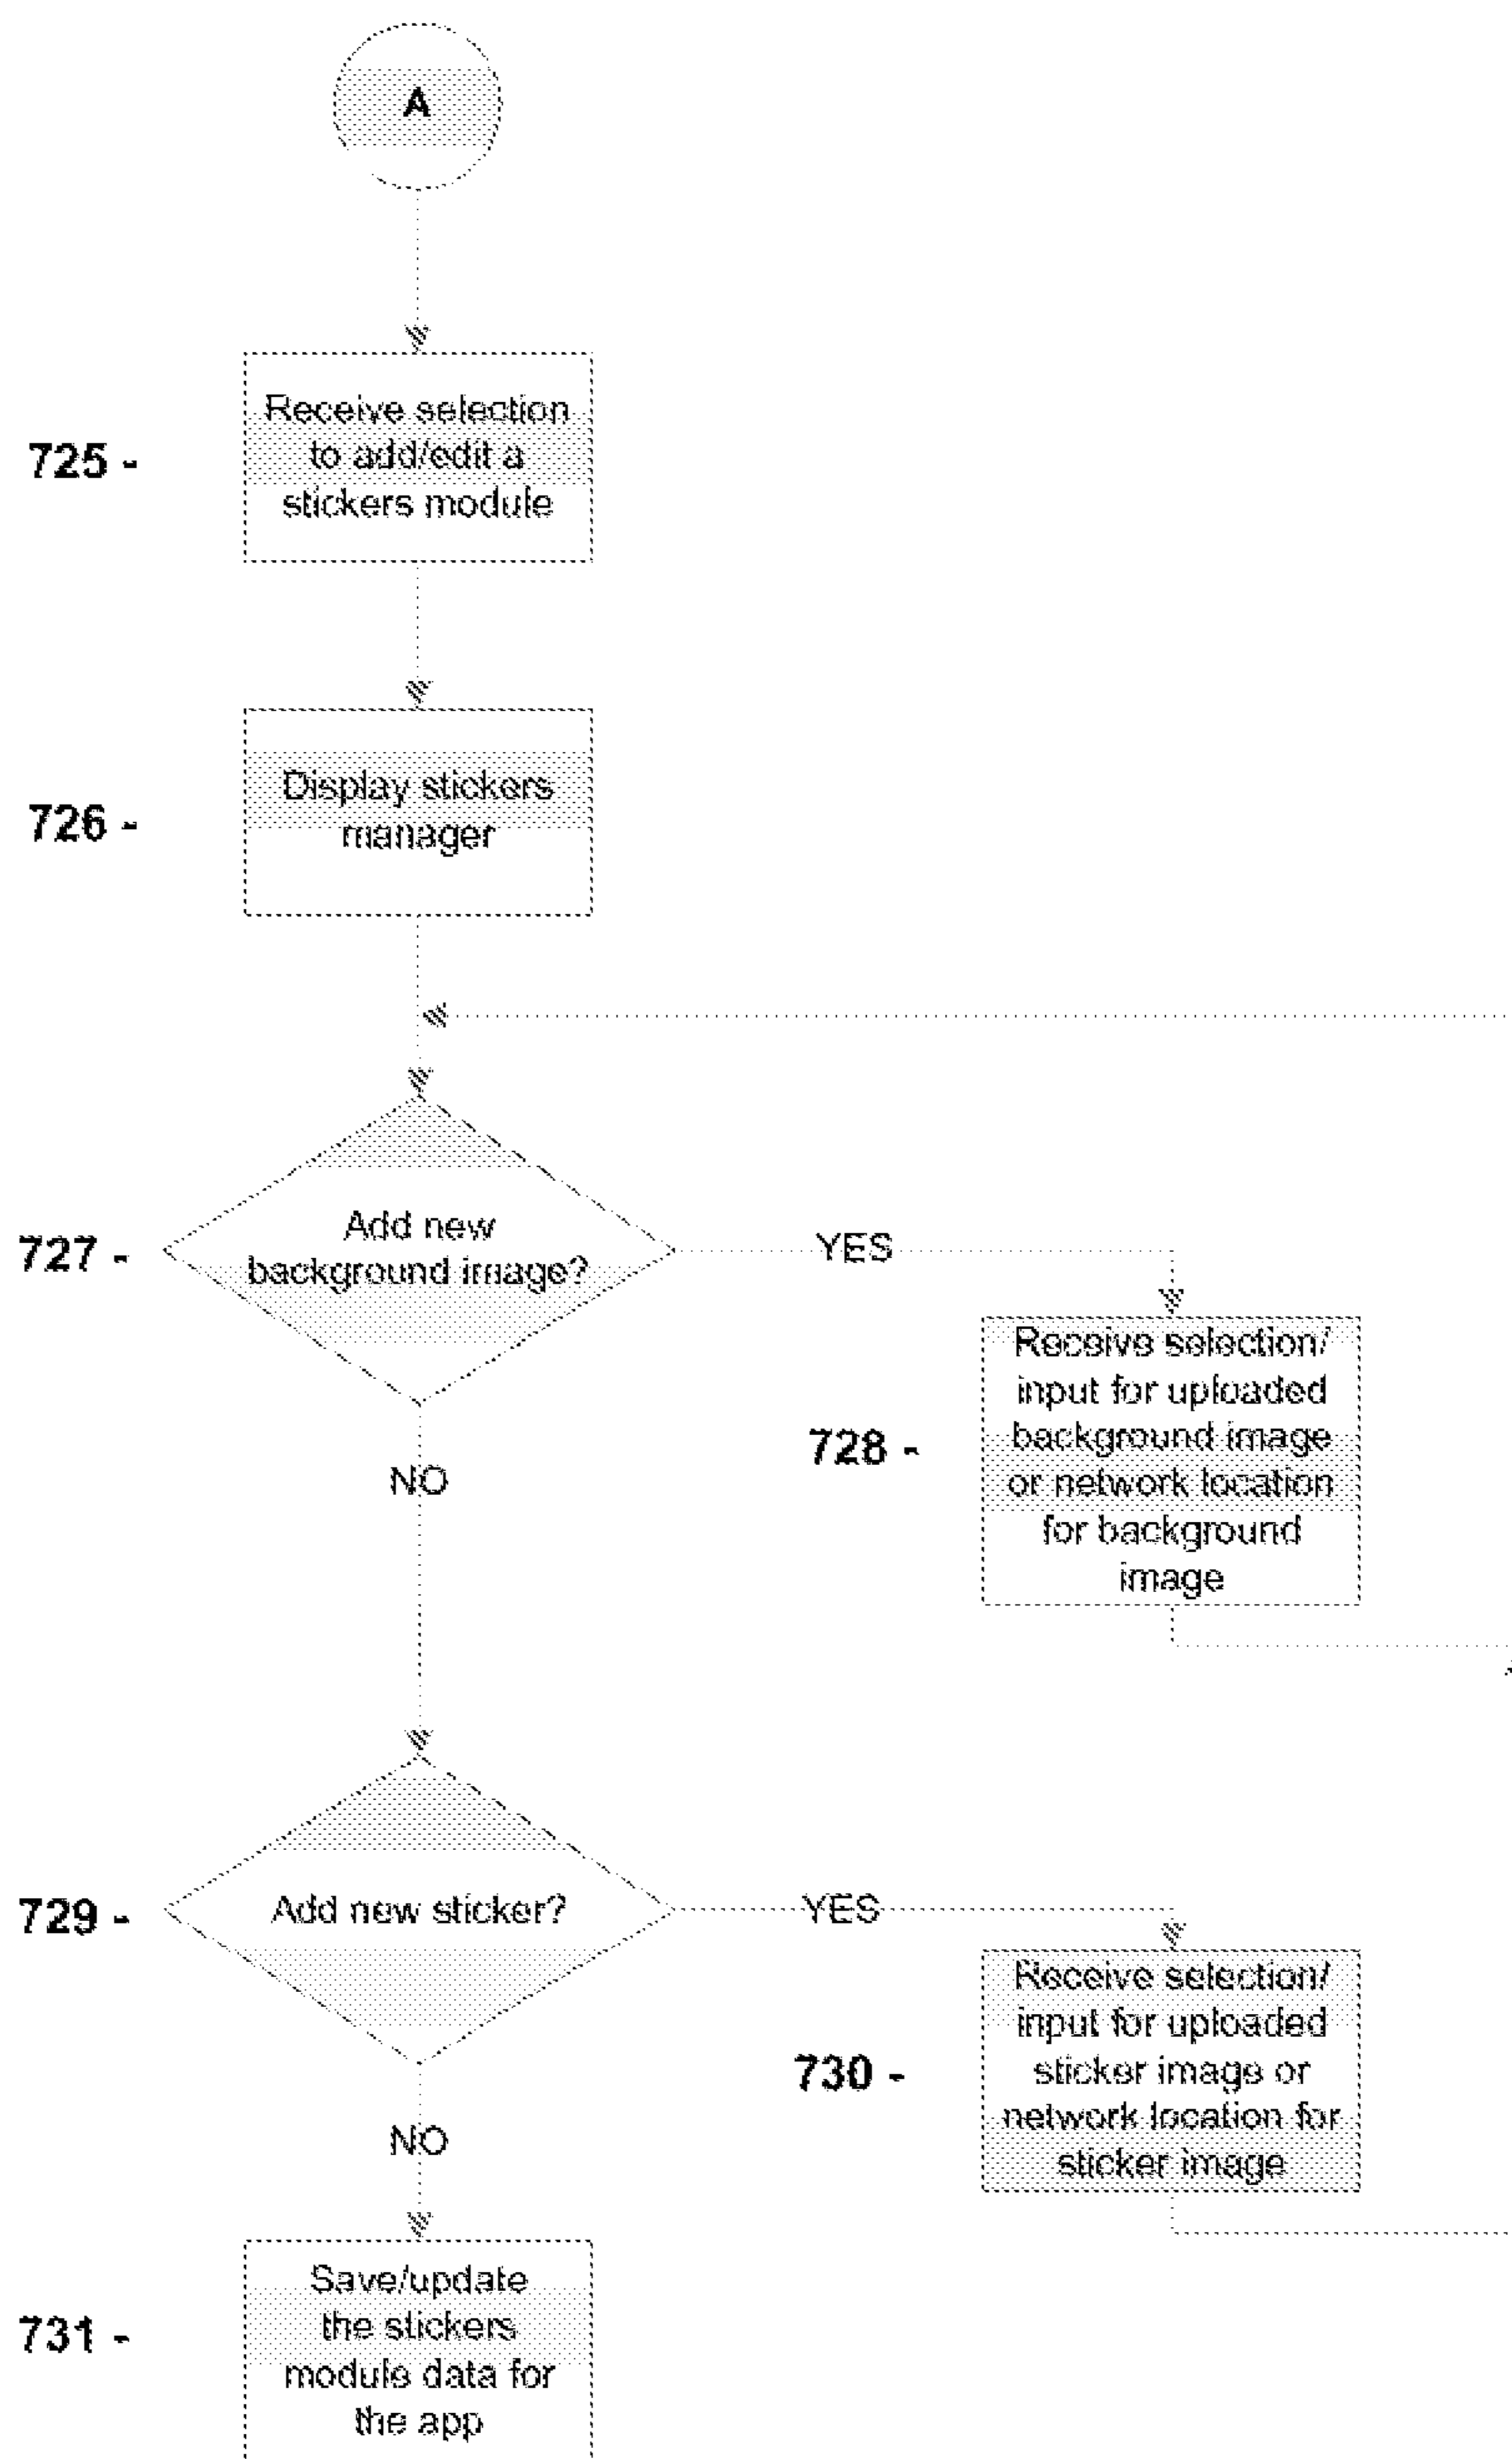 A
725 -
Receive selection
to add/edit a
stickers module
726 -
Display stickers
manager
727 -
Add new
background image?
YES
NO
728 -
Receive selection/
input for uploaded
background image
or network location
for background
image
729 -
Add new sticker?
YES
NO
730 -
Receive selection/
input for uploaded
sticker image or
network location for
sticker image
731 -
Save/update
the stickers
module data for
the app